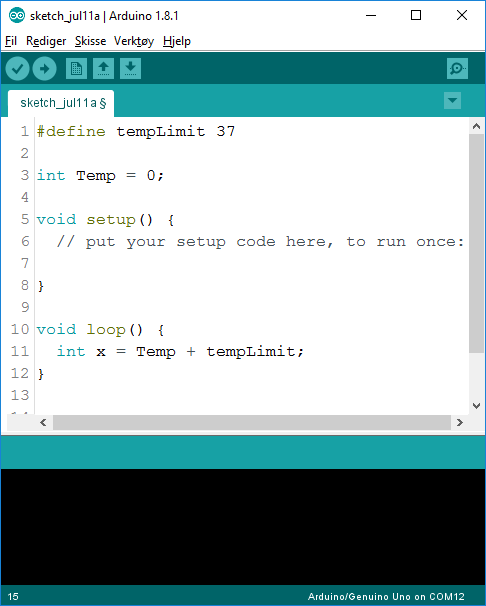 sketch_jul11a | Arduino 1.8.1
Fil Rediger Skisse Verktøy Hjelp
sketch_jul11a §
1 #define tempLimit 37
2
3 int Temp = 0;
4
5 void setup() {
6   // put your setup code here, to run once:
7
8 }
9
10 void loop() {
11   int x = Temp + tempLimit;
12 }
13
15 Arduino/Genuino Uno on COM12